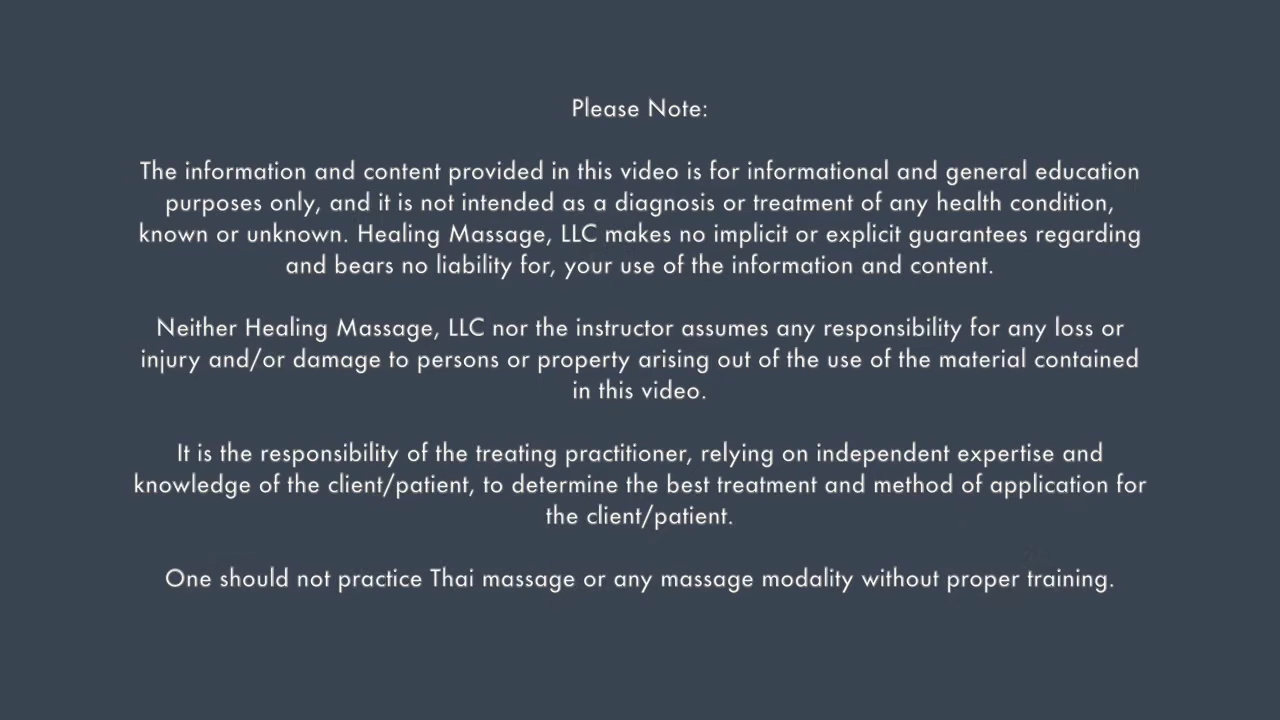 Please Note:
The information and content provided in this video is for informational and general education
purposes only, and it is not intended as a diagnosis or treatment of any health condition,
known or unknown. Healing Massage, LLC makes no implicit or explicit guarantees regarding
and bears no liability for, your use of the information and content.
Neither Healing Massage, LLC nor the instructor assumes any responsibility for any loss or
injury and/or damage to persons or property arising out of the use of the material contained
in this video.
It is the responsibility of the treating practitioner, relying on independent expertise and
knowledge of the client/patient, to determine the best treatment and method of application for
the client/patient.
One should not practice Thai massage or any massage modality without proper training.